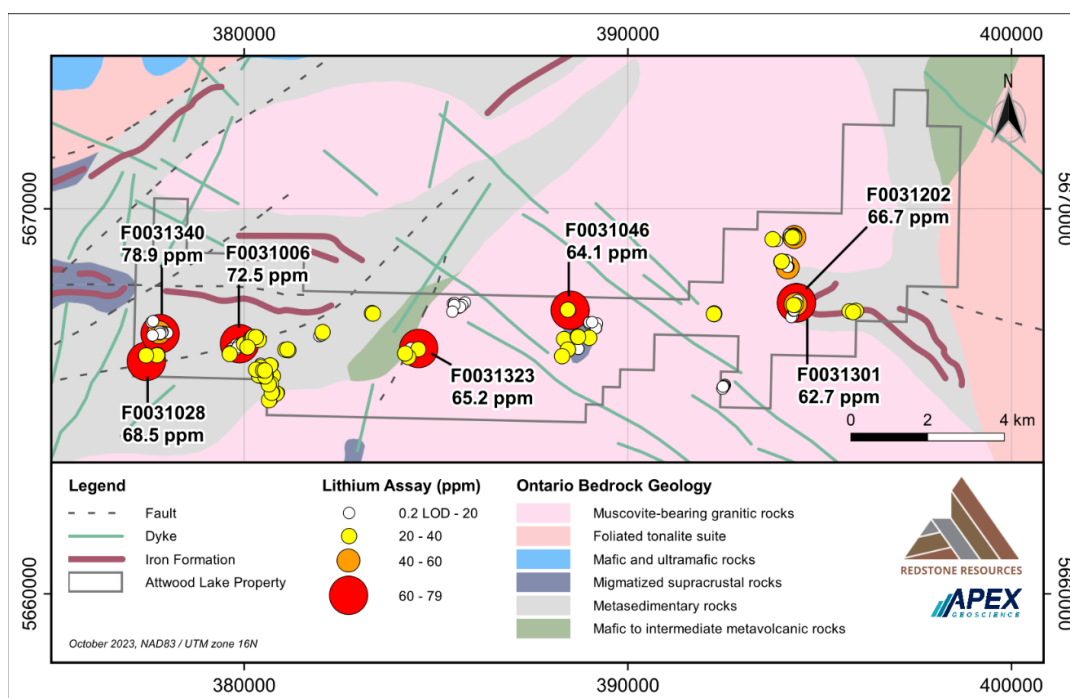 380000
390000
400000
N
5670000
5670000
F0031202
66.7 ppm
F0031340
78.9 ppm
F0031006
72.5 ppm
F0031046
64.1 ppm
F0031028
68.5 ppm
F0031323
65.2 ppm
F0031301
62.7 ppm
0 2 4 km
Legend
Fault
Dyke
Iron Formation
Attwood Lake Property
Lithium Assay (ppm)
0.2 LOD - 20
20 - 40
40 - 60
60 - 79
Ontario Bedrock Geology
Muscovite-bearing granitic rocks
Foliated tonalite suite
Mafic and ultramafic rocks
Migmatized supracrustal rocks
Metasedimentary rocks
Mafic to intermediate metavolcanic rocks
REDSTONE RESOURCES
APEX
GEOSCIENCE
5660000
5660000
October 2023, NAD83 / UTM zone 16N
380000
390000
400000